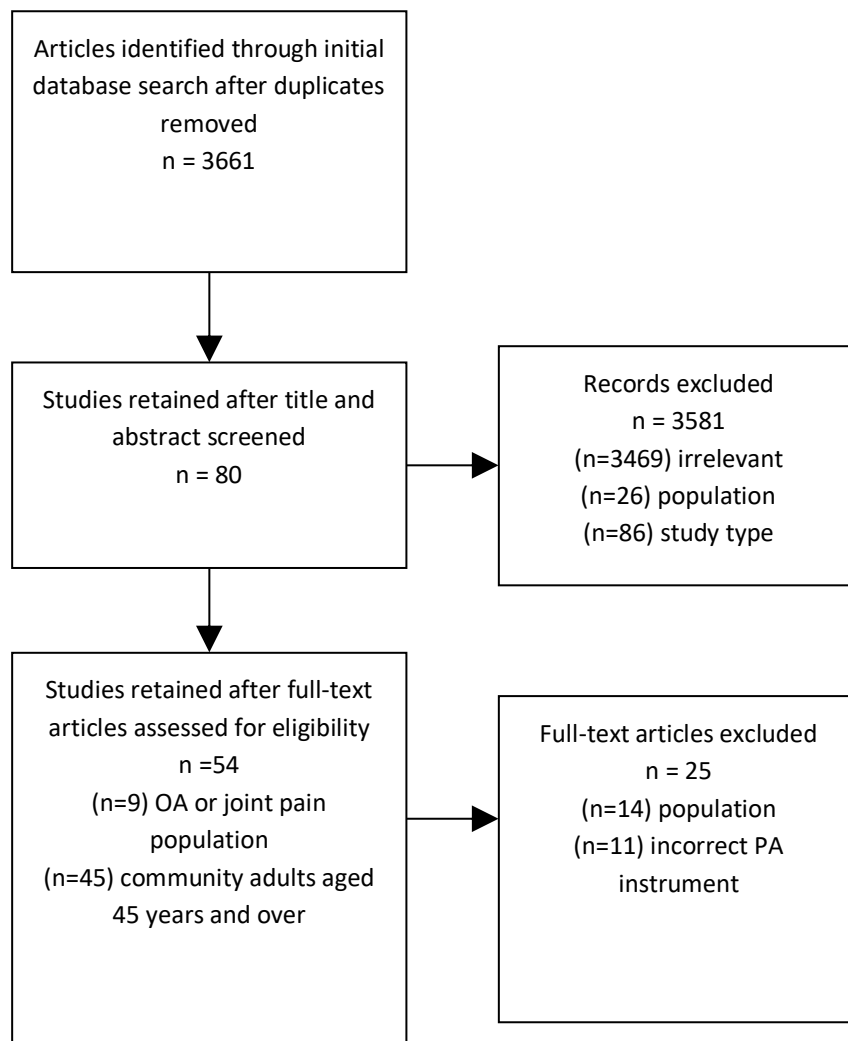 Articles identified through initial
database search after duplicates
removed
n = 3661
Studies retained after title and
abstract screened
n = 80
Records excluded
n = 3581
(n=3469) irrelevant
(n=26) population
(n=86) study type
Studies retained after full-text
articles assessed for eligibility
n =54
(n=9) OA or joint pain
population
(n=45) community adults aged
45 years and over
Full-text articles excluded
n = 25
(n=14) population
(n=11) incorrect PA
instrument